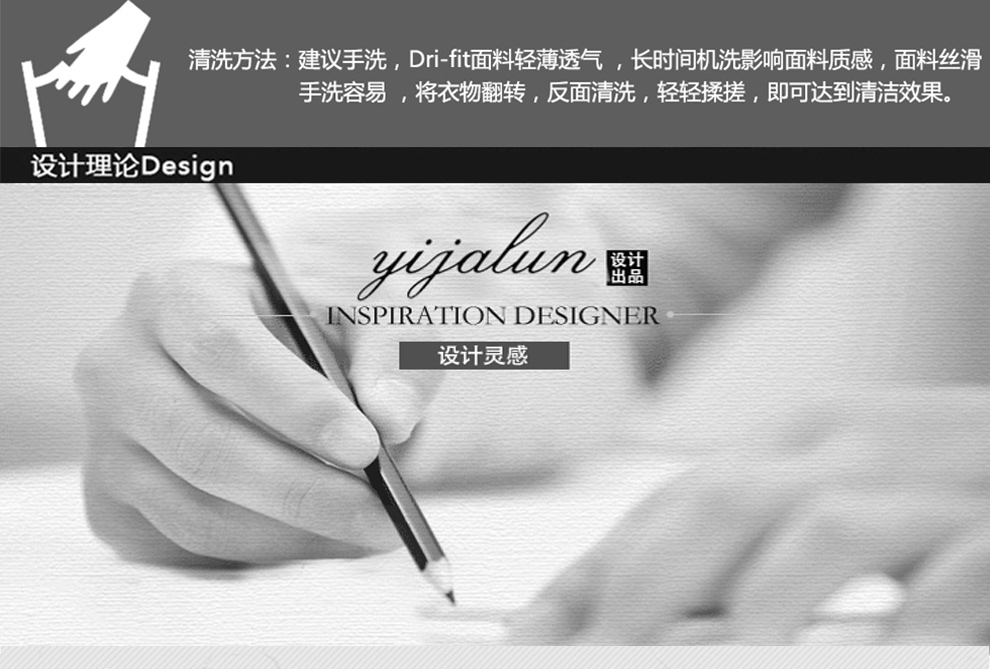 清洗方法：建议手洗，Dri-fit面料轻薄透气 ，长时间机洗影响面料质感，面料丝滑
手洗容易 ，将衣物翻转，反面清洗，轻轻揉搓，即可达到清洁效果。
设计理论Design
yijalun
设计
出品
INSPIRATION DESIGNER
设计灵感